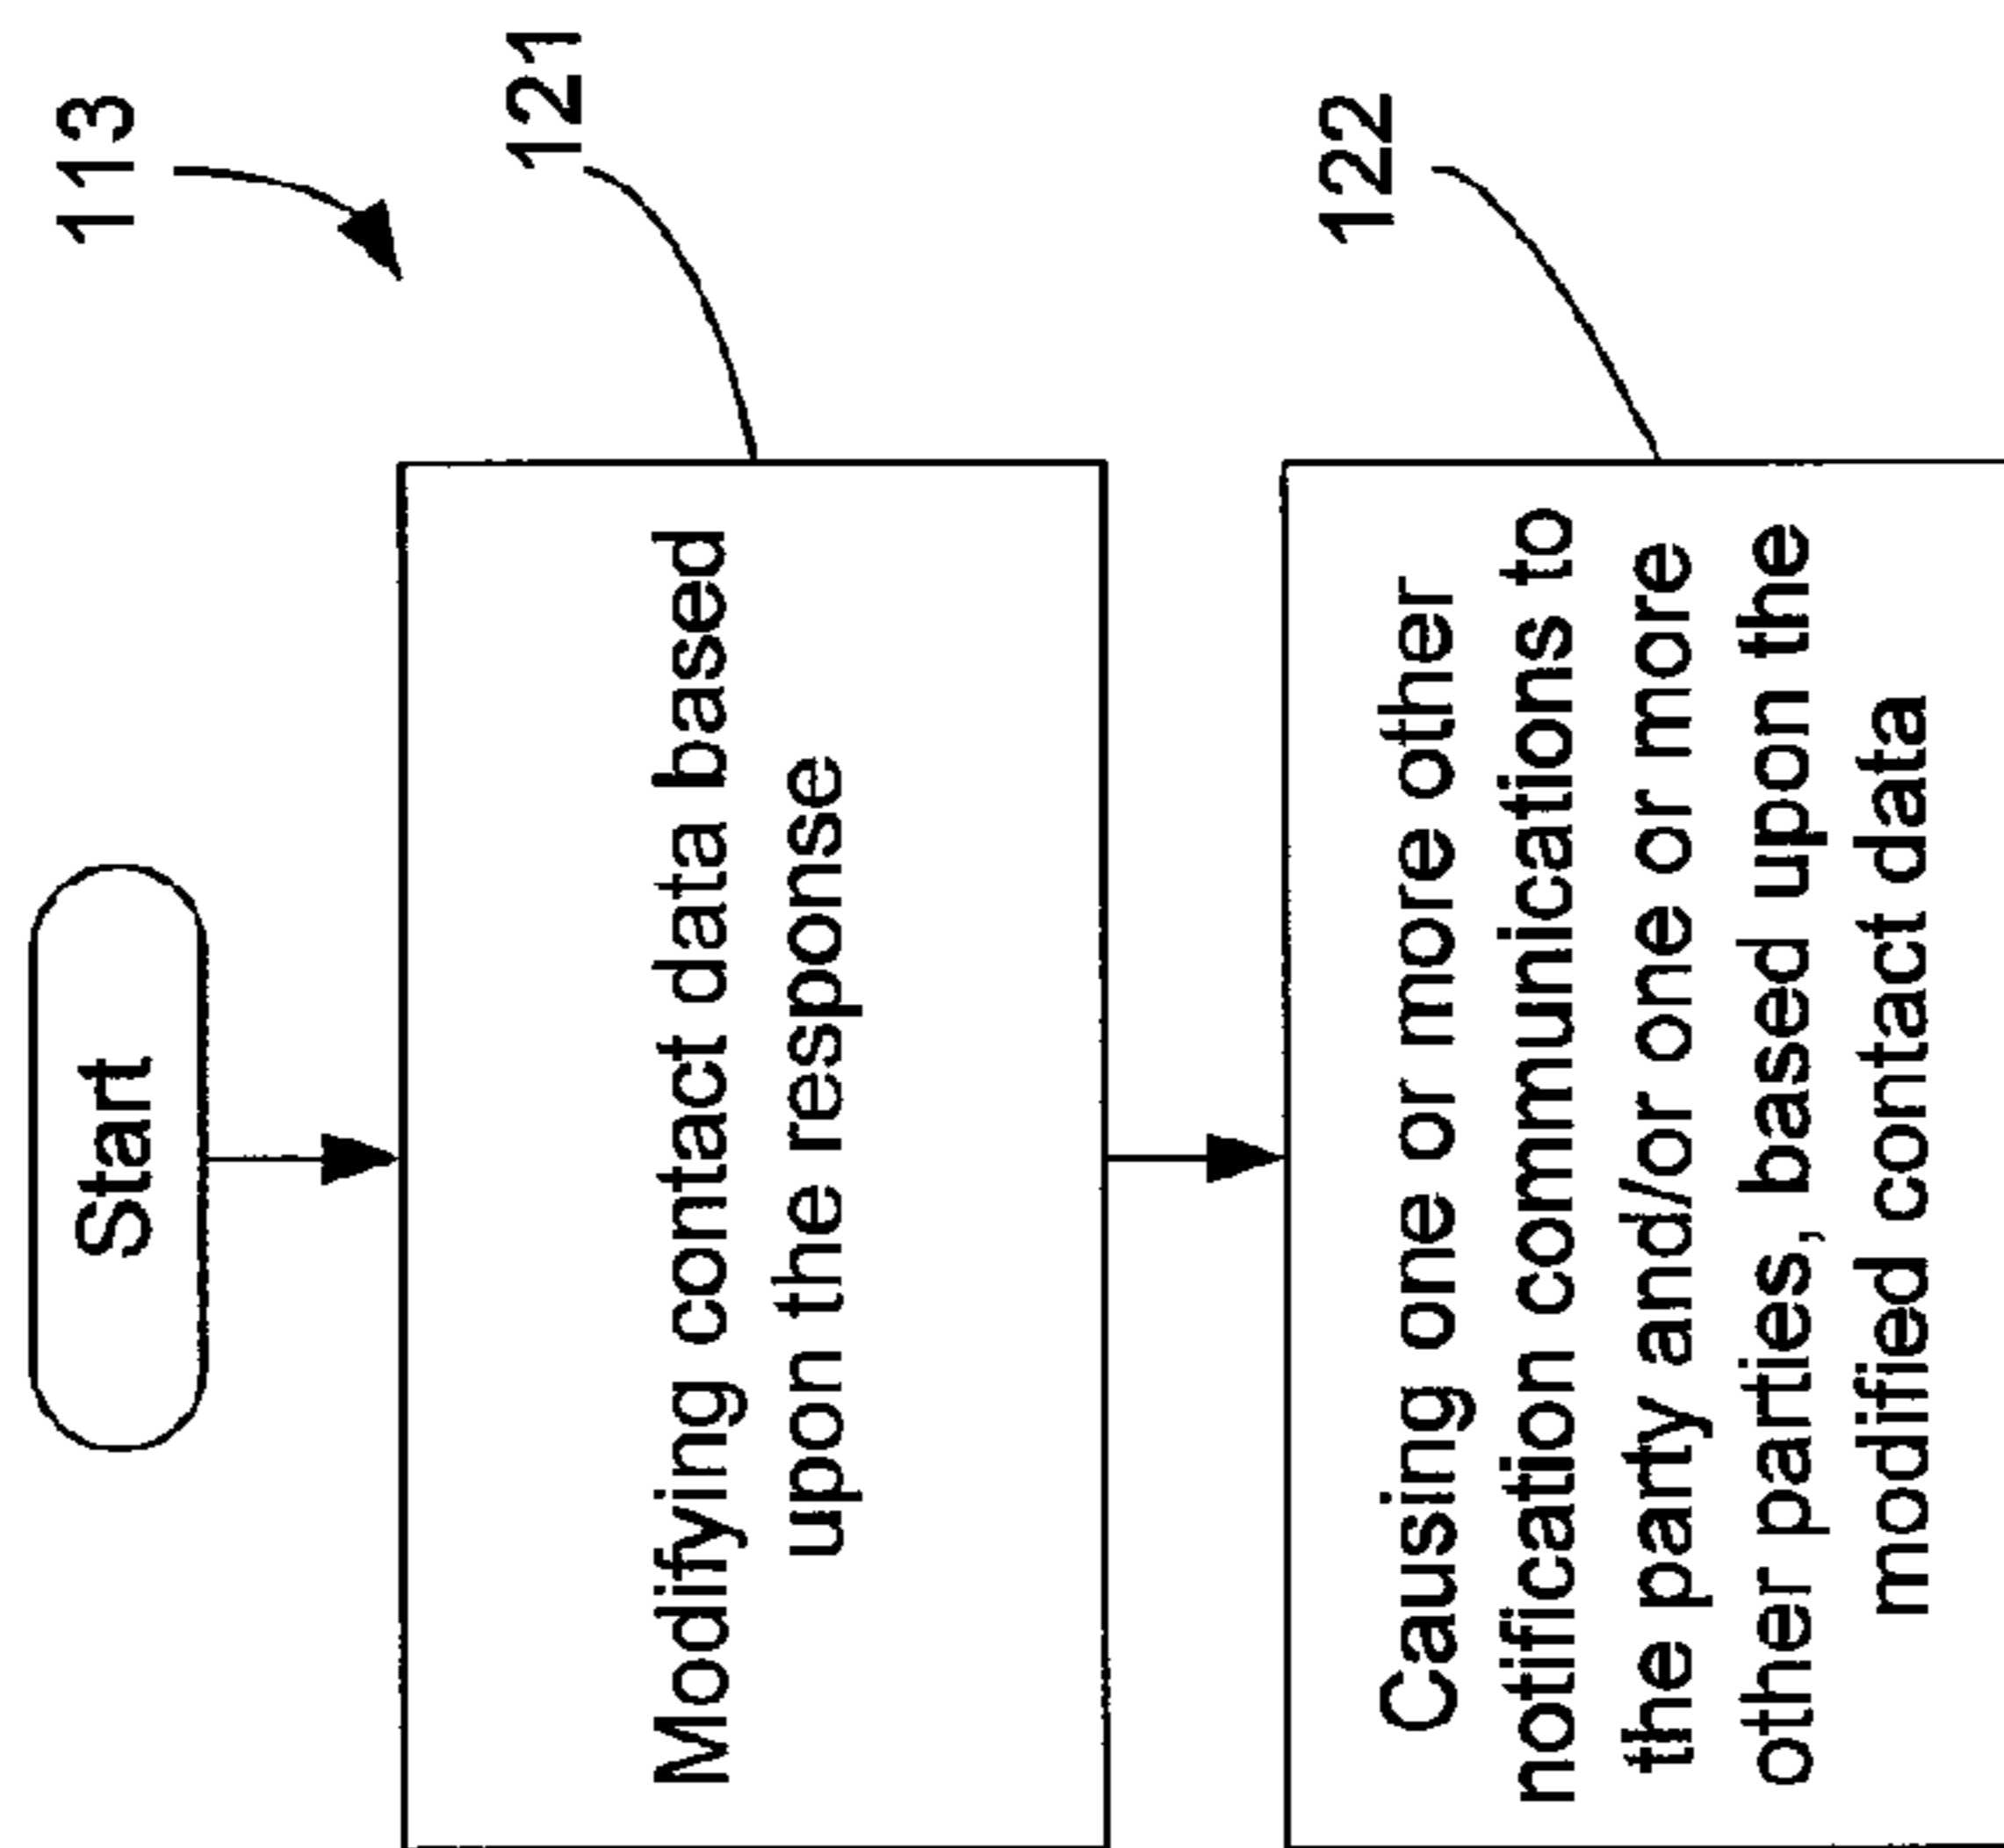 113
Start
121
Modifying contact data based
upon the response
122
Causing one or more other
notification communications to
the party and/or one or more
other parties, based upon the
modified contact data